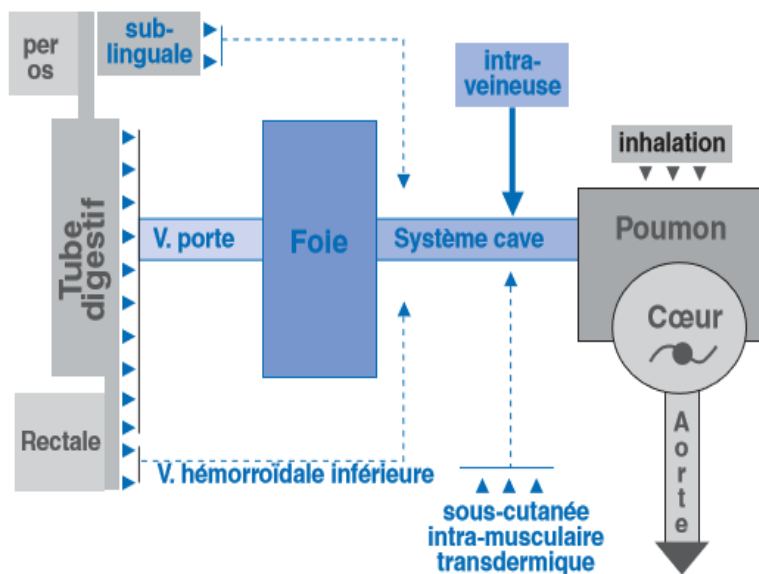 per
os
sub-
linguale
intra-
veineuse
inhalation
Tube
digestif
V. porte
Foie
Système cave
Poumon
Cœur
Rectale
V. hémorroïdale inférieure
sous-cutanée
intra-musculaire
transdermique
Aorte